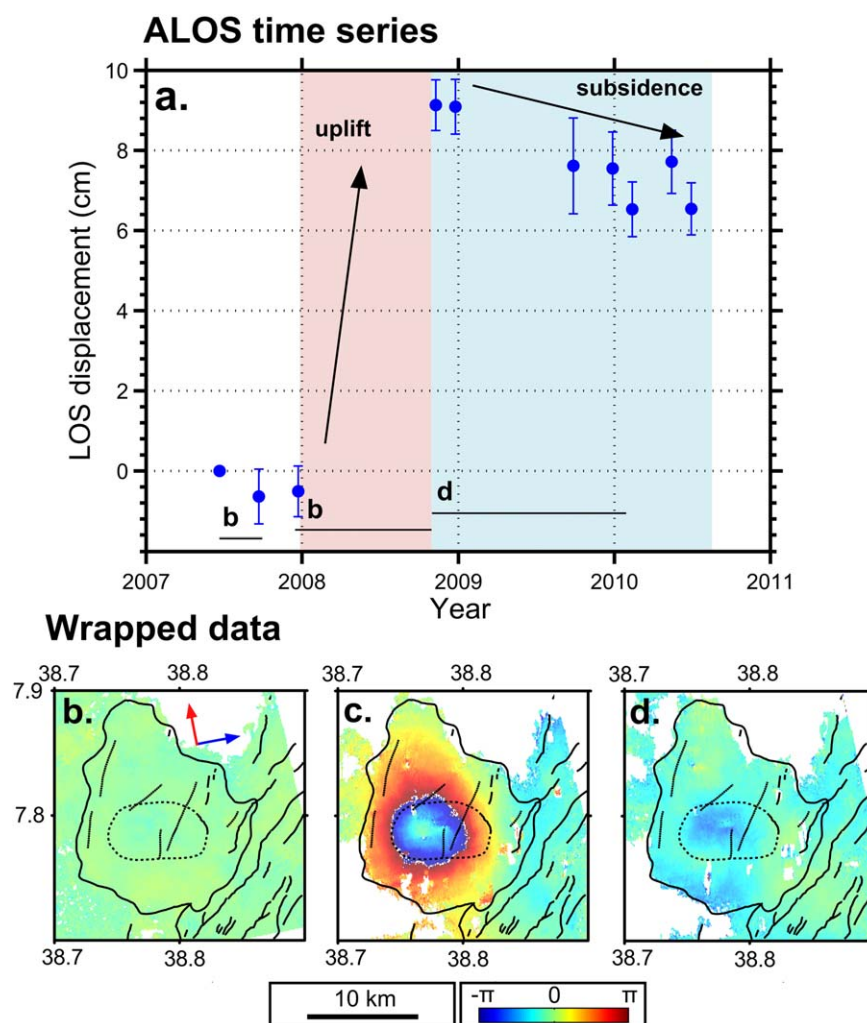 ALOS time series
a.
10
8
6
4
2
0
LOS displacement (cm)
uplift
subsidence
b
b
d
2007 2008 2009 2010 2011
Year
Wrapped data
38.7 38.8 38.7 38.8 38.7 38.8
7.9
7.8
b. c. d.
38.7 38.8 38.7 38.8 38.7 38.8
10 km
-π 0 π